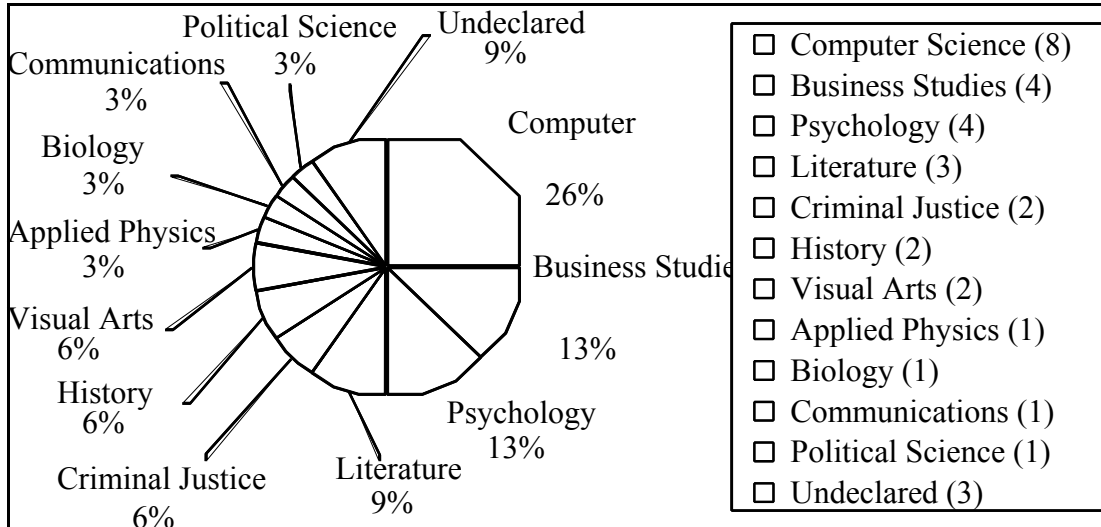 Political Science
3%
Undeclared
9%
Communications
3%
Computer
26%
Biology
3%
Applied Physics
3%
Business Studie
13%
Visual Arts
6%
History
6%
Psychology
13%
Criminal Justice
6%
Literature
9%
Computer Science (8)
Business Studies (4)
Psychology (4)
Literature (3)
Criminal Justice (2)
History (2)
Visual Arts (2)
Applied Physics (1)
Biology (1)
Communications (1)
Political Science (1)
Undeclared (3)